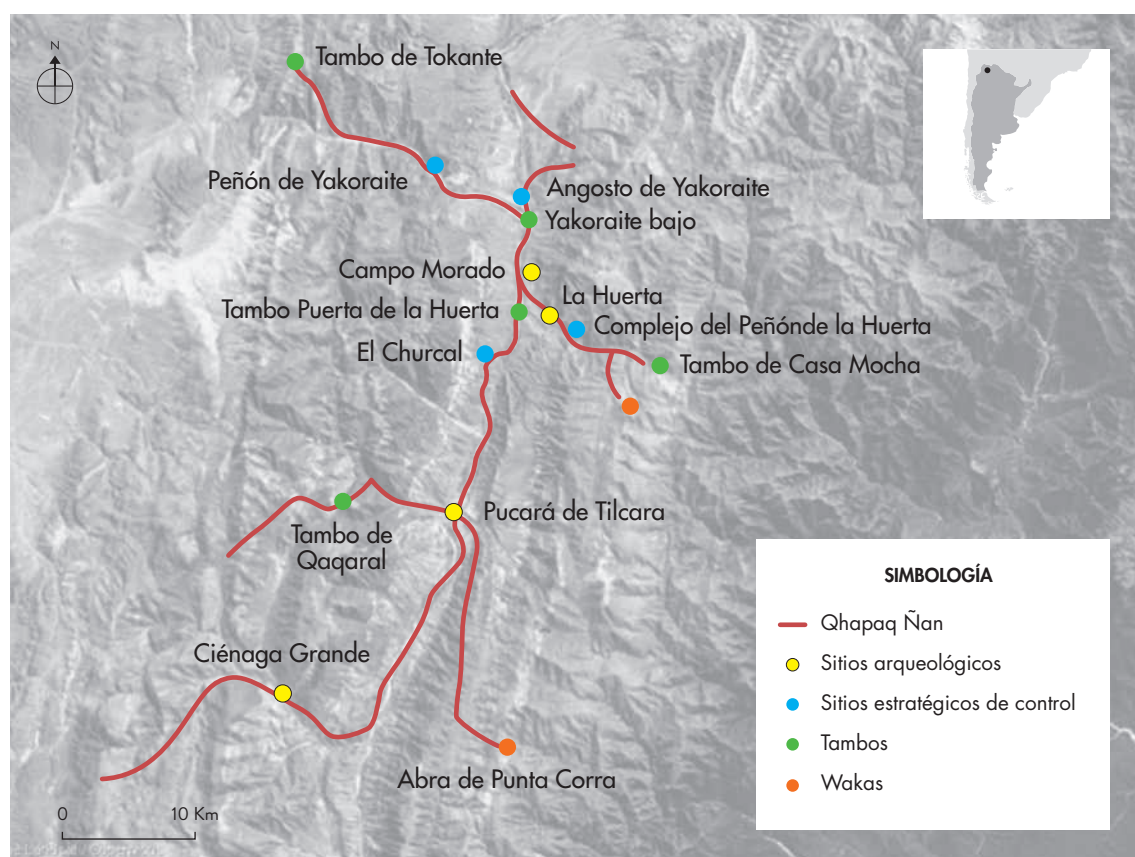 N
Tambo de Tokante
Peñón de Yakoraite
Angosto de Yakoraite
Yakoraite bajo
Campo Morado
La Huerta
Tambo Puerta de la Huerta
Complejo del Peñónde la Huerta
El Churcal
Tambo de Casa Mocha
Pucará de Tilcara
Tambo de
Qaqaral
Ciénaga Grande
Abra de Punta Corra
0 10 Km
SIMBOLOGÍA
Qhapaq Ñan
Sitios arqueológicos
Sitios estratégicos de control
Tambos
Wakas